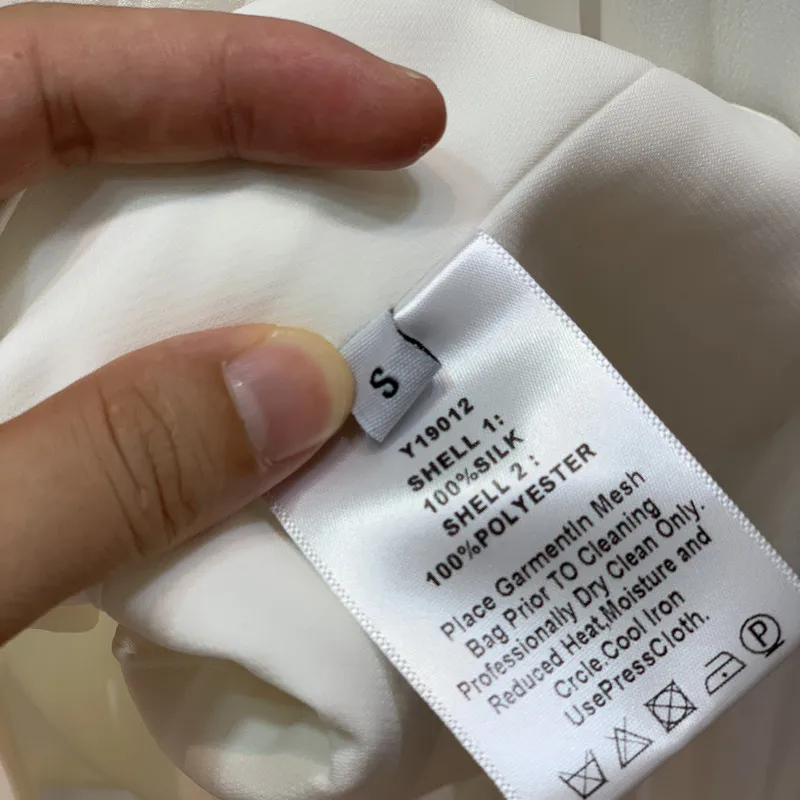 S
Y19012
SHELL 1:
100%SILK
SHELL 2:
100%POLYESTER
Place GarmentIn Mesh
Bag Prior TO Cleaning
Professionally Dry Clean Only.
Reduced Heat.Moisture and
Crcle.Cool Iron
UsePressCloth.
P